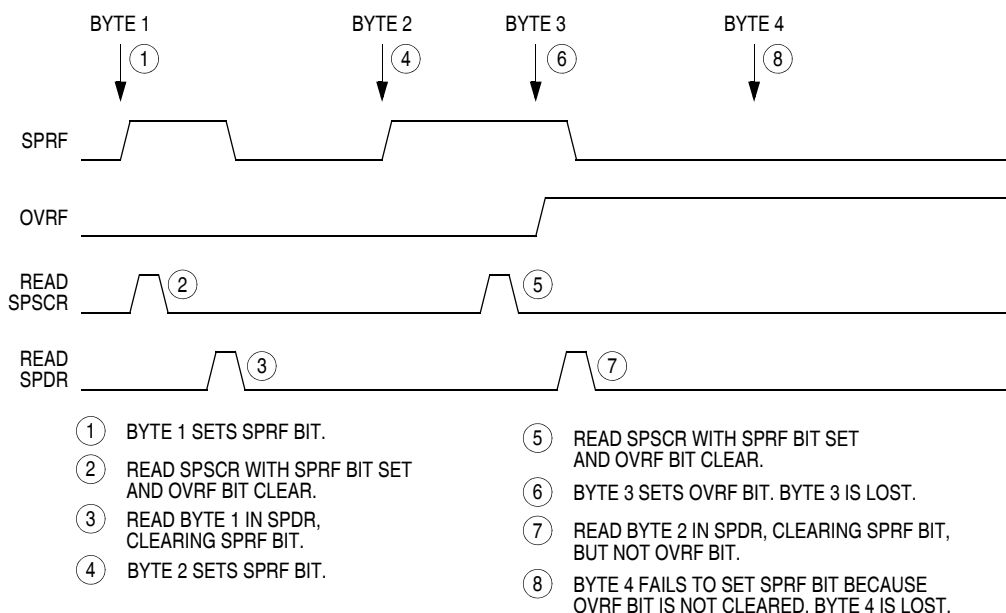 BYTE 1
BYTE 2
BYTE 3
BYTE 4
1
4
6
8
SPRF
OVRF
READ
SPSCR
2
5
READ
SPDR
3
7
1 BYTE 1 SETS SPRF BIT.
2 READ SPSCR WITH SPRF BIT SET
AND OVRF BIT CLEAR.
3 READ BYTE 1 IN SPDR,
CLEARING SPRF BIT.
4 BYTE 2 SETS SPRF BIT.
5 READ SPSCR WITH SPRF BIT SET
AND OVRF BIT CLEAR.
6 BYTE 3 SETS OVRF BIT. BYTE 3 IS LOST.
7 READ BYTE 2 IN SPDR, CLEARING SPRF BIT,
BUT NOT OVRF BIT.
8 BYTE 4 FAILS TO SET SPRF BIT BECAUSE
OVRF BIT IS NOT CLEARED. BYTE 4 IS LOST.